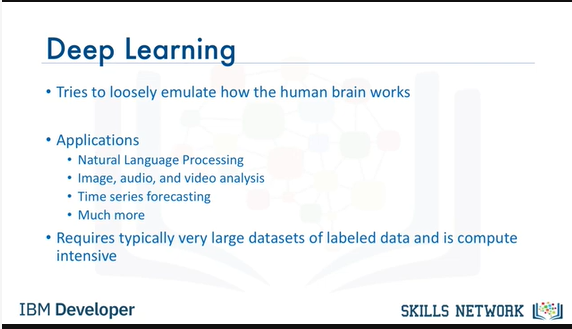 Deep Learning
• Tries to loosely emulate how the human brain works
• Applications
• Natural Language Processing
• Image, audio, and video analysis
• Time series forecasting
• Much more
• Requires typically very large datasets of labeled data and is compute
intensive
IBM Developer
SKILLS NETWORK